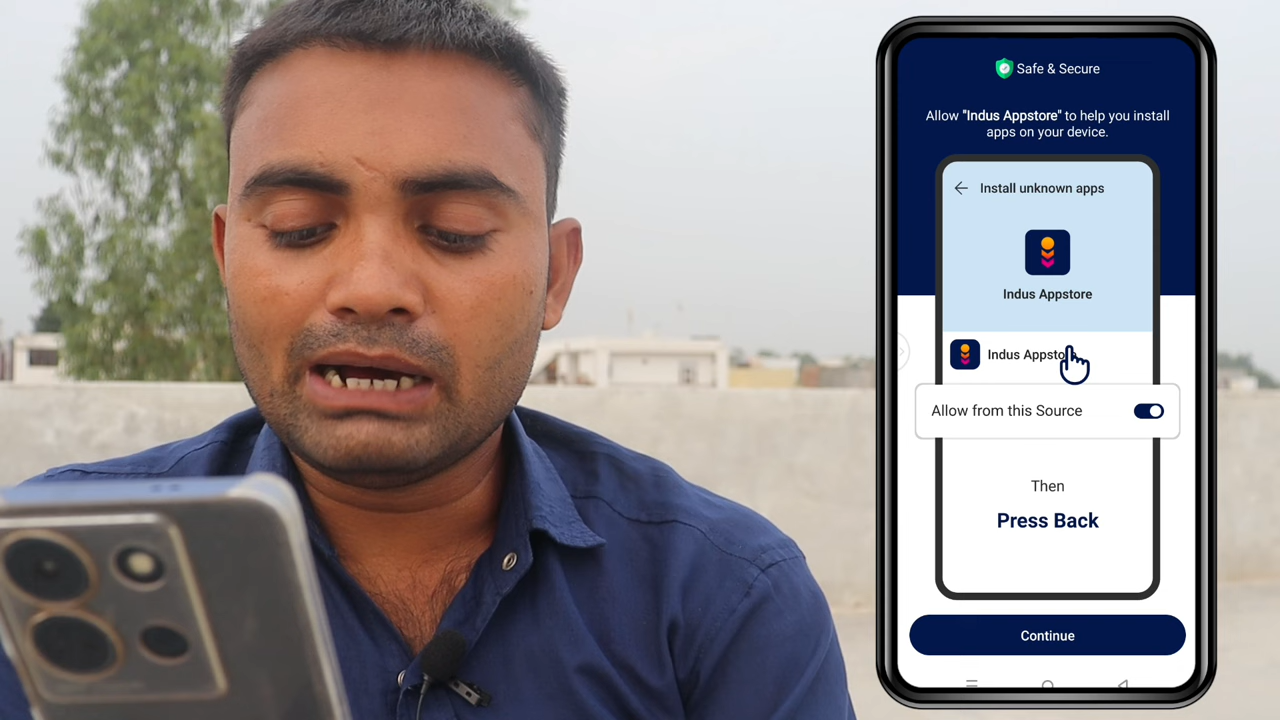 Safe & Secure
Allow "Indus Appstore" to help you install
apps on your device.
Install unknown apps
Indus Appstore
Indus Appsto
Allow from this Source
Then
Press Back
Continue